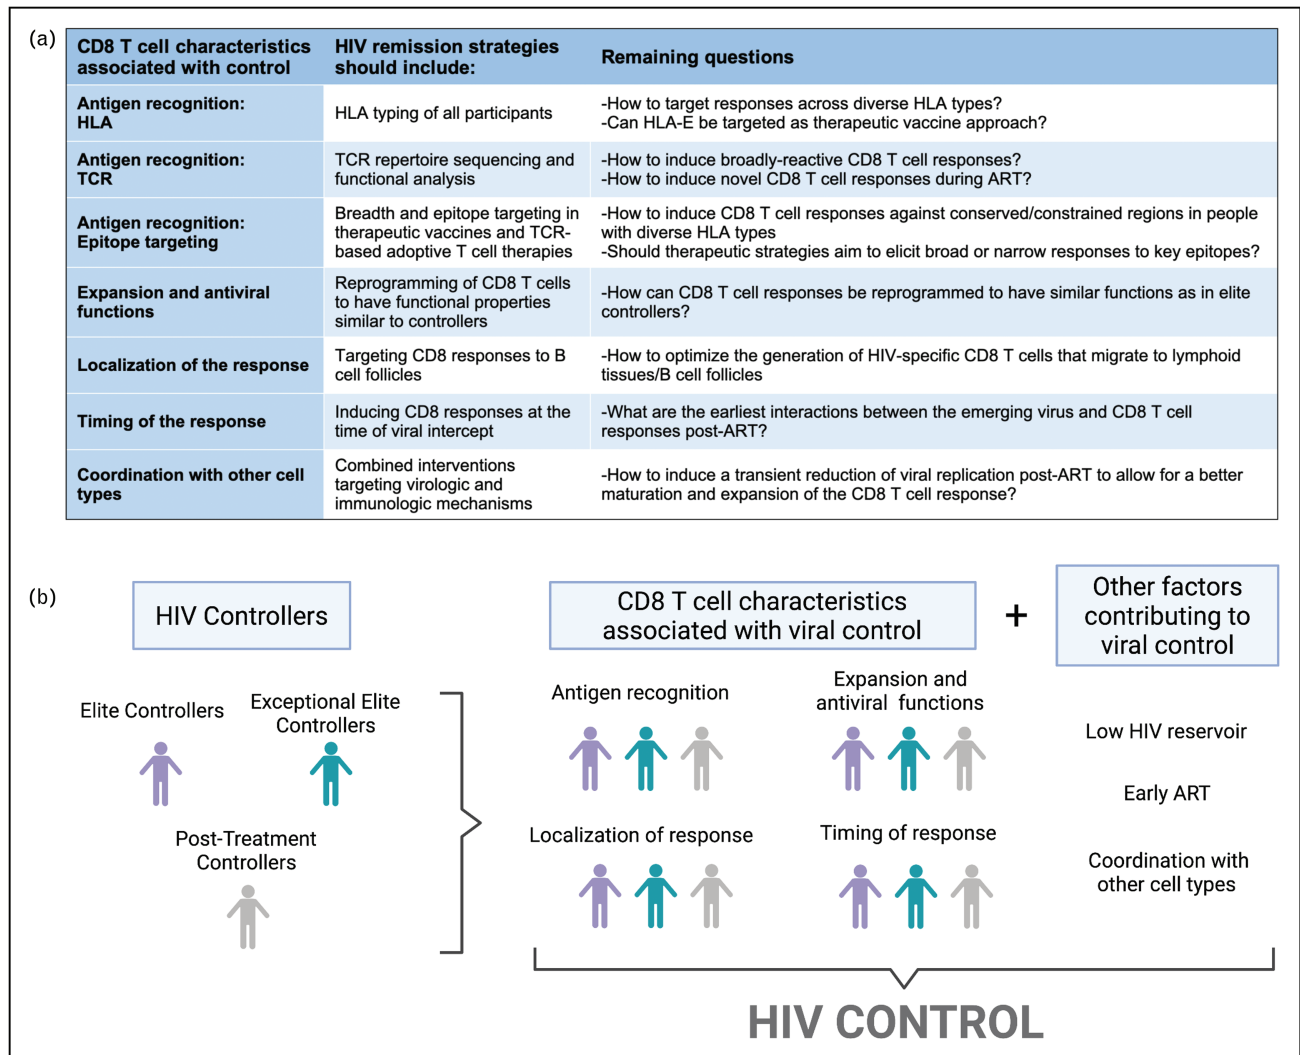 (a)
CD8 T cell characteristics
associated with control
HIV remission strategies
should include:
Remaining questions
Antigen recognition:
HLA
HLA typing of all participants
-How to target responses across diverse HLA types?
-Can HLA-E be targeted as therapeutic vaccine approach?
Antigen recognition:
TCR
TCR repertoire sequencing and
functional analysis
-How to induce broadly-reactive CD8 T cell responses?
-How to induce novel CD8 T cell responses during ART?
Antigen recognition:
Epitope targeting
Breadth and epitope targeting in
therapeutic vaccines and TCR-
based adoptive T cell therapies
-How to induce CD8 T cell responses against conserved/constrained regions in people
with diverse HLA types
-Should therapeutic strategies aim to elicit broad or narrow responses to key epitopes?
Expansion and antiviral
functions
Reprogramming of CD8 T cells
to have functional properties
similar to controllers
-How can CD8 T cell responses be reprogrammed to have similar functions as in elite
controllers?
Localization of the response
Targeting CD8 responses to B
cell follicles
-How to optimize the generation of HIV-specific CD8 T cells that migrate to lymphoid
tissues/B cell follicles
Timing of the response
Inducing CD8 responses at the
time of viral intercept
-What are the earliest interactions between the emerging virus and CD8 T cell
responses post-ART?
Coordination with other cell
types
Combined interventions
targeting virologic and
immunologic mechanisms
-How to induce a transient reduction of viral replication post-ART to allow for a better
maturation and expansion of the CD8 T cell response?
(b)
HIV Controllers
Elite Controllers
Exceptional Elite
Controllers
Post-Treatment
Controllers
CD8 T cell characteristics
associated with viral control
+
Other factors
contributing to
viral control
Antigen recognition
Expansion and
antiviral functions
Localization of response
Timing of response
Low HIV reservoir
Early ART
Coordination with
other cell types
HIV CONTROL